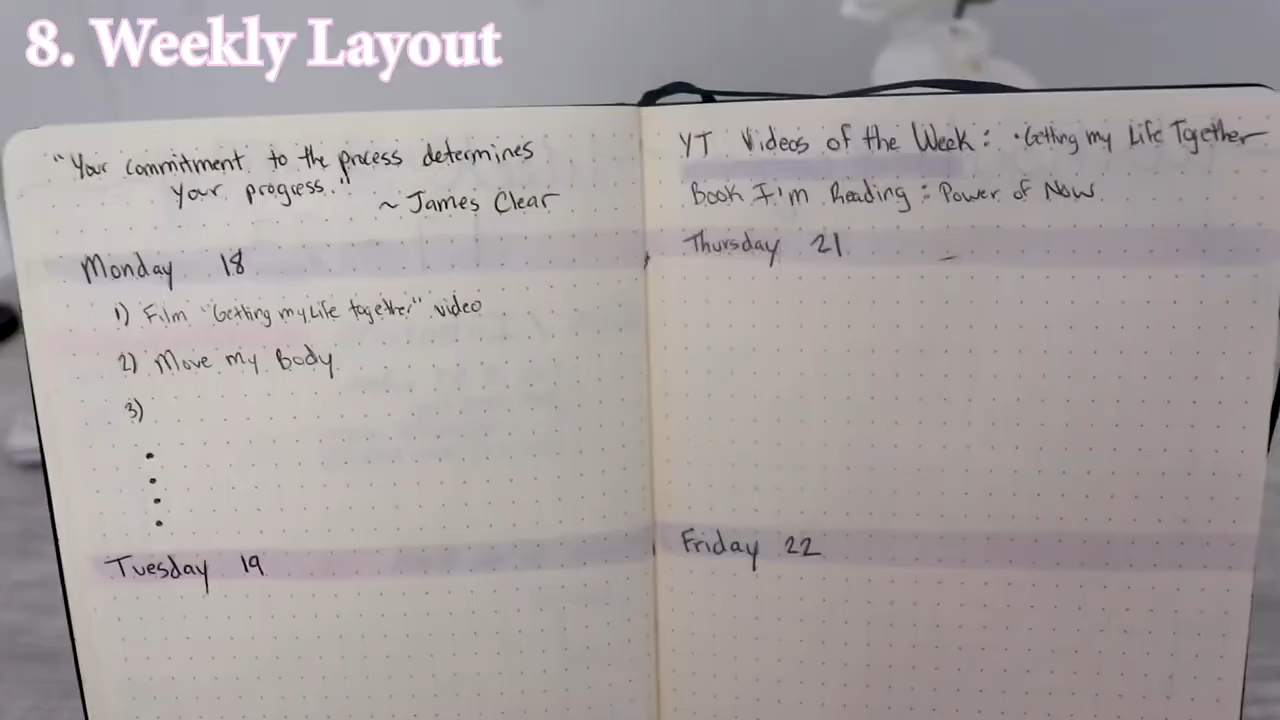 8. Weekly Layout
"Your commitment to the process determines
your progress."
~ James Clear
Monday 18
1) Film "Getting my Life together" video
2) Move my Body
3)
Tuesday 19
YT Videos of the Week: • Getting my Life Together
Book I'm Reading: Power of Now
Thursday 21
Friday 22